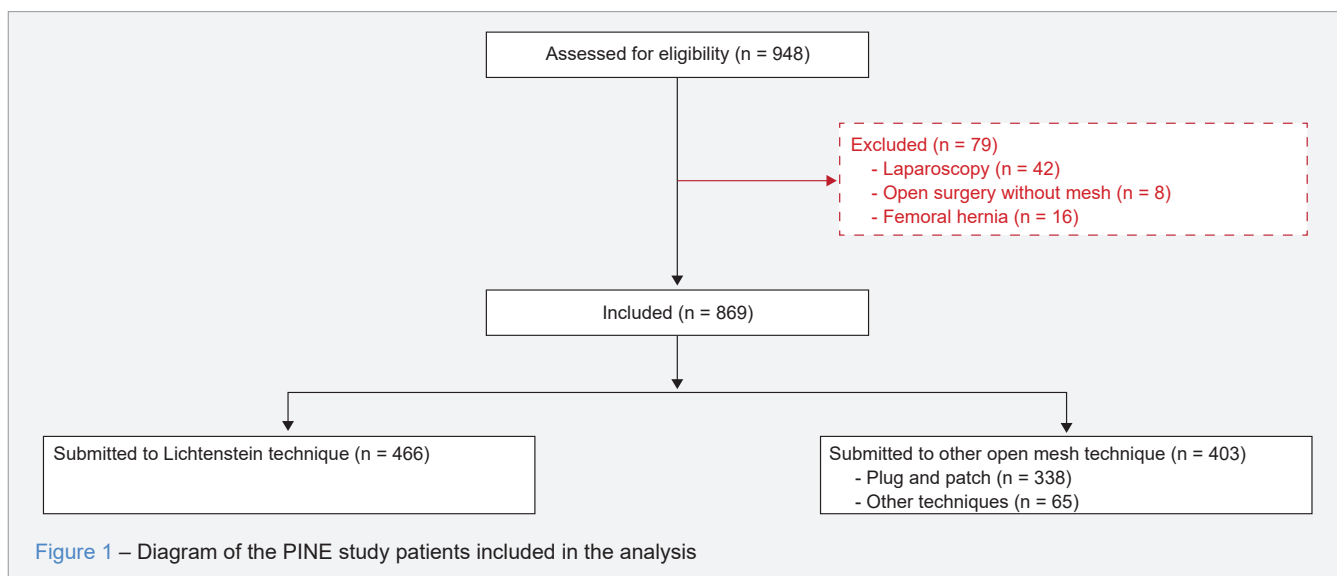 Assessed for eligibility (n = 948)
Excluded (n = 79)
- Laparoscopy (n = 42)
- Open surgery without mesh (n = 8)
- Femoral hernia (n = 16)
Included (n = 869)
Submitted to Lichtenstein technique (n = 466)
Submitted to other open mesh technique (n = 403)
- Plug and patch (n = 338)
- Other techniques (n = 65)
Figure 1 – Diagram of the PINE study patients included in the analysis